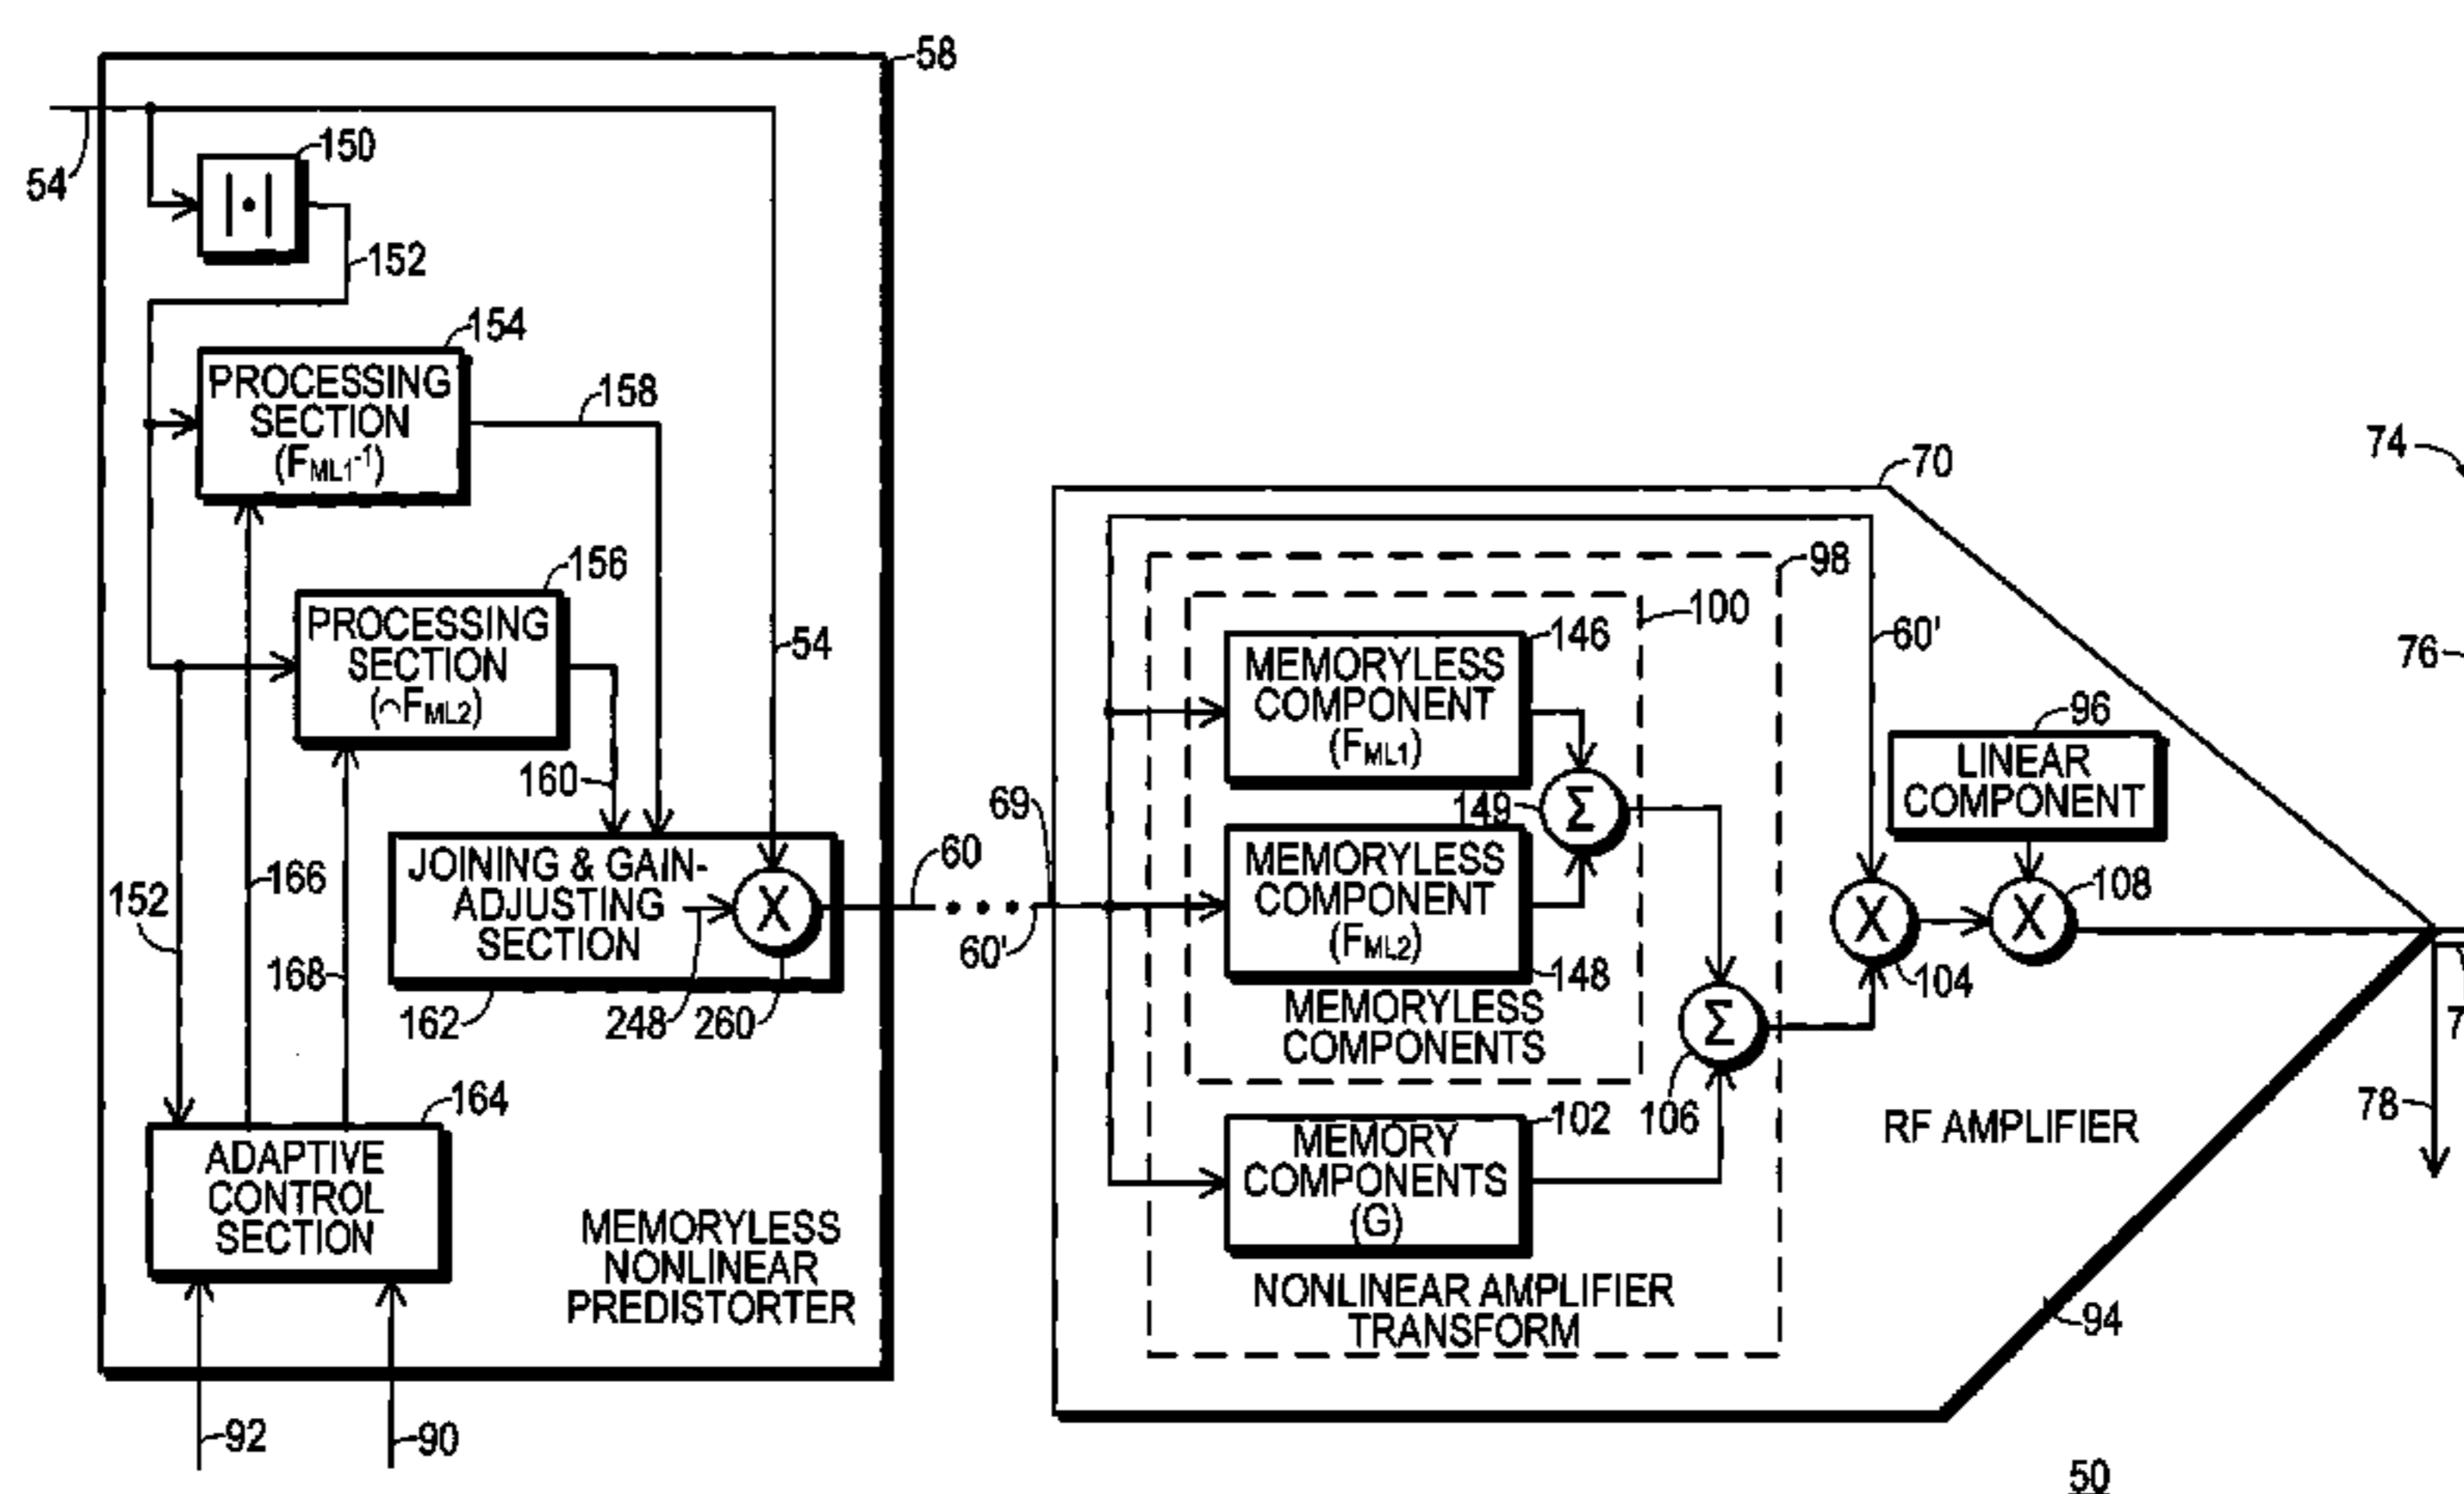 58
54
150
|•|
152
154
PROCESSING
SECTION
(FML1-1)
158
156
PROCESSING
SECTION
(⌢FML2)
54
160
JOINING & GAIN-
ADJUSTING
SECTION
X
60
152
166
168
162
248
260
164
ADAPTIVE
CONTROL
SECTION
MEMORYLESS
NONLINEAR
PREDISTORTER
92
90
70
74
98
100
60'
76
146
MEMORYLESS
COMPONENT
(FML1)
96
LINEAR
COMPONENT
69
149
Σ
MEMORYLESS
COMPONENT
(FML2)
148
60'
X
104
X
108
MEMORYLESS
COMPONENTS
Σ
106
102
MEMORY
COMPONENTS
(G)
RF AMPLIFIER
78
NONLINEAR AMPLIFIER
TRANSFORM
94
50